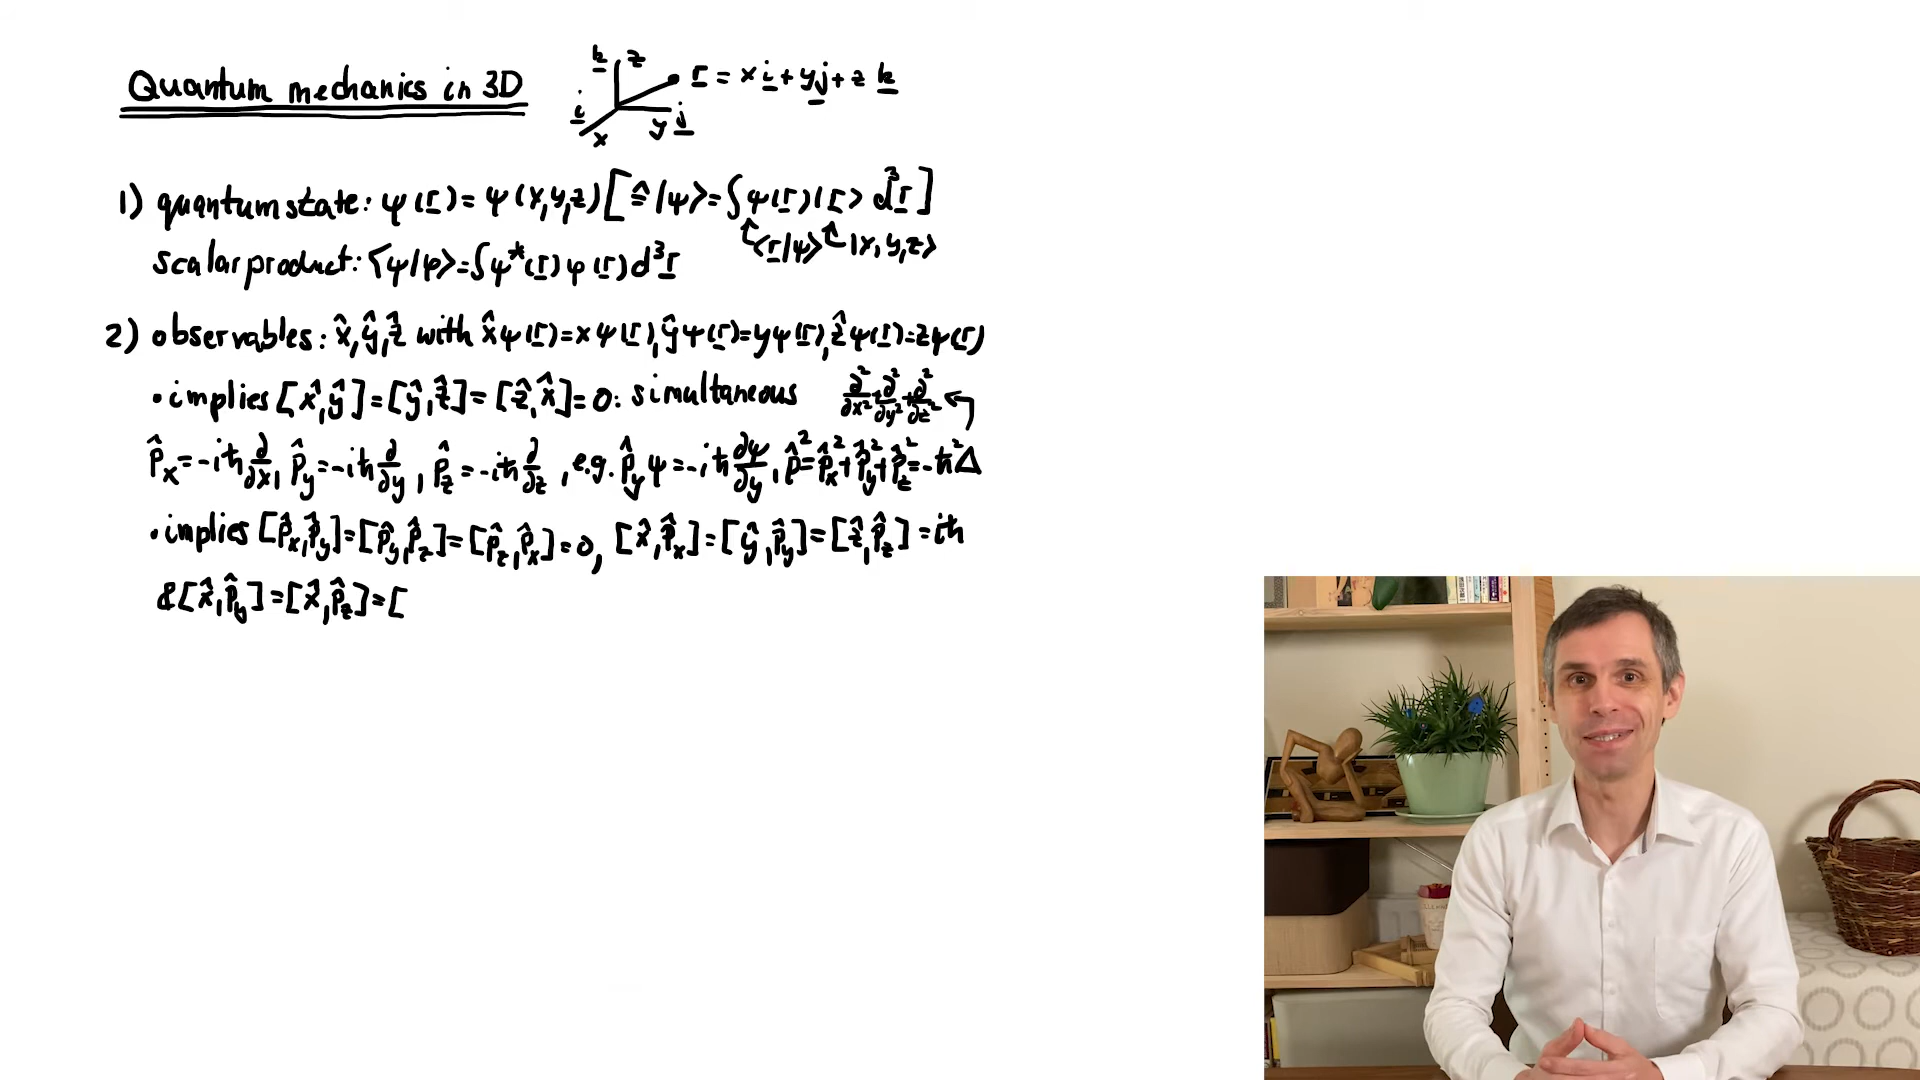 Quantum mechanics in 3D
k z
r = x i + y j + z k
i x y j
1) quantum state: ψ(r) = ψ(x,y,z) [≙ |ψ> = ∫ψ(r)|r> d³r]
<r|ψ> |x,y,z>
scalar product: <ψ|φ> = ∫ψ*(r) φ(r) d³r
2) observables: x̂, ŷ, ẑ with x̂ψ(r)=xψ(r), ŷψ(r)=yψ(r), ẑψ(r)=zψ(r)
• implies [x̂,ŷ]=[ŷ,ẑ]=[ẑ,x̂]=0: simultaneous
∂²/∂x²+∂²/∂y²+∂²/∂z²
p̂x=-iħ ∂/∂x, p̂y=-iħ ∂/∂y, p̂z=-iħ ∂/∂z, e.g. p̂yψ=-iħ ∂ψ/∂y, p̂²=p̂x²+p̂y²+p̂z²=-ħ²Δ
• implies [p̂x,p̂y]=[p̂y,p̂z]=[p̂z,p̂x]=0, [x̂,p̂x]=[ŷ,p̂y]=[ẑ,p̂z]=iħ
&[x̂,p̂y]=[x̂,p̂z]=[